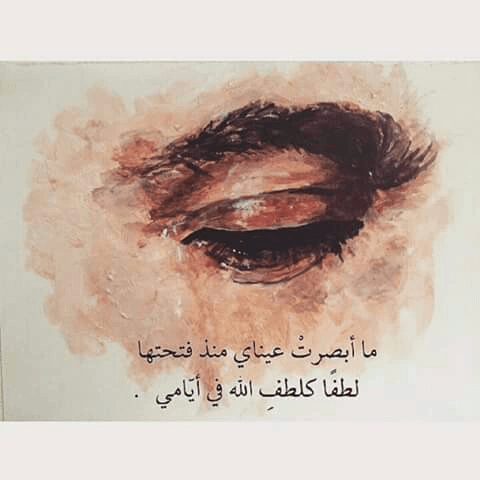 ما أبصرتْ عيناي منذ فتحتها
لطفًا كلطفِ الله في أيّامي .